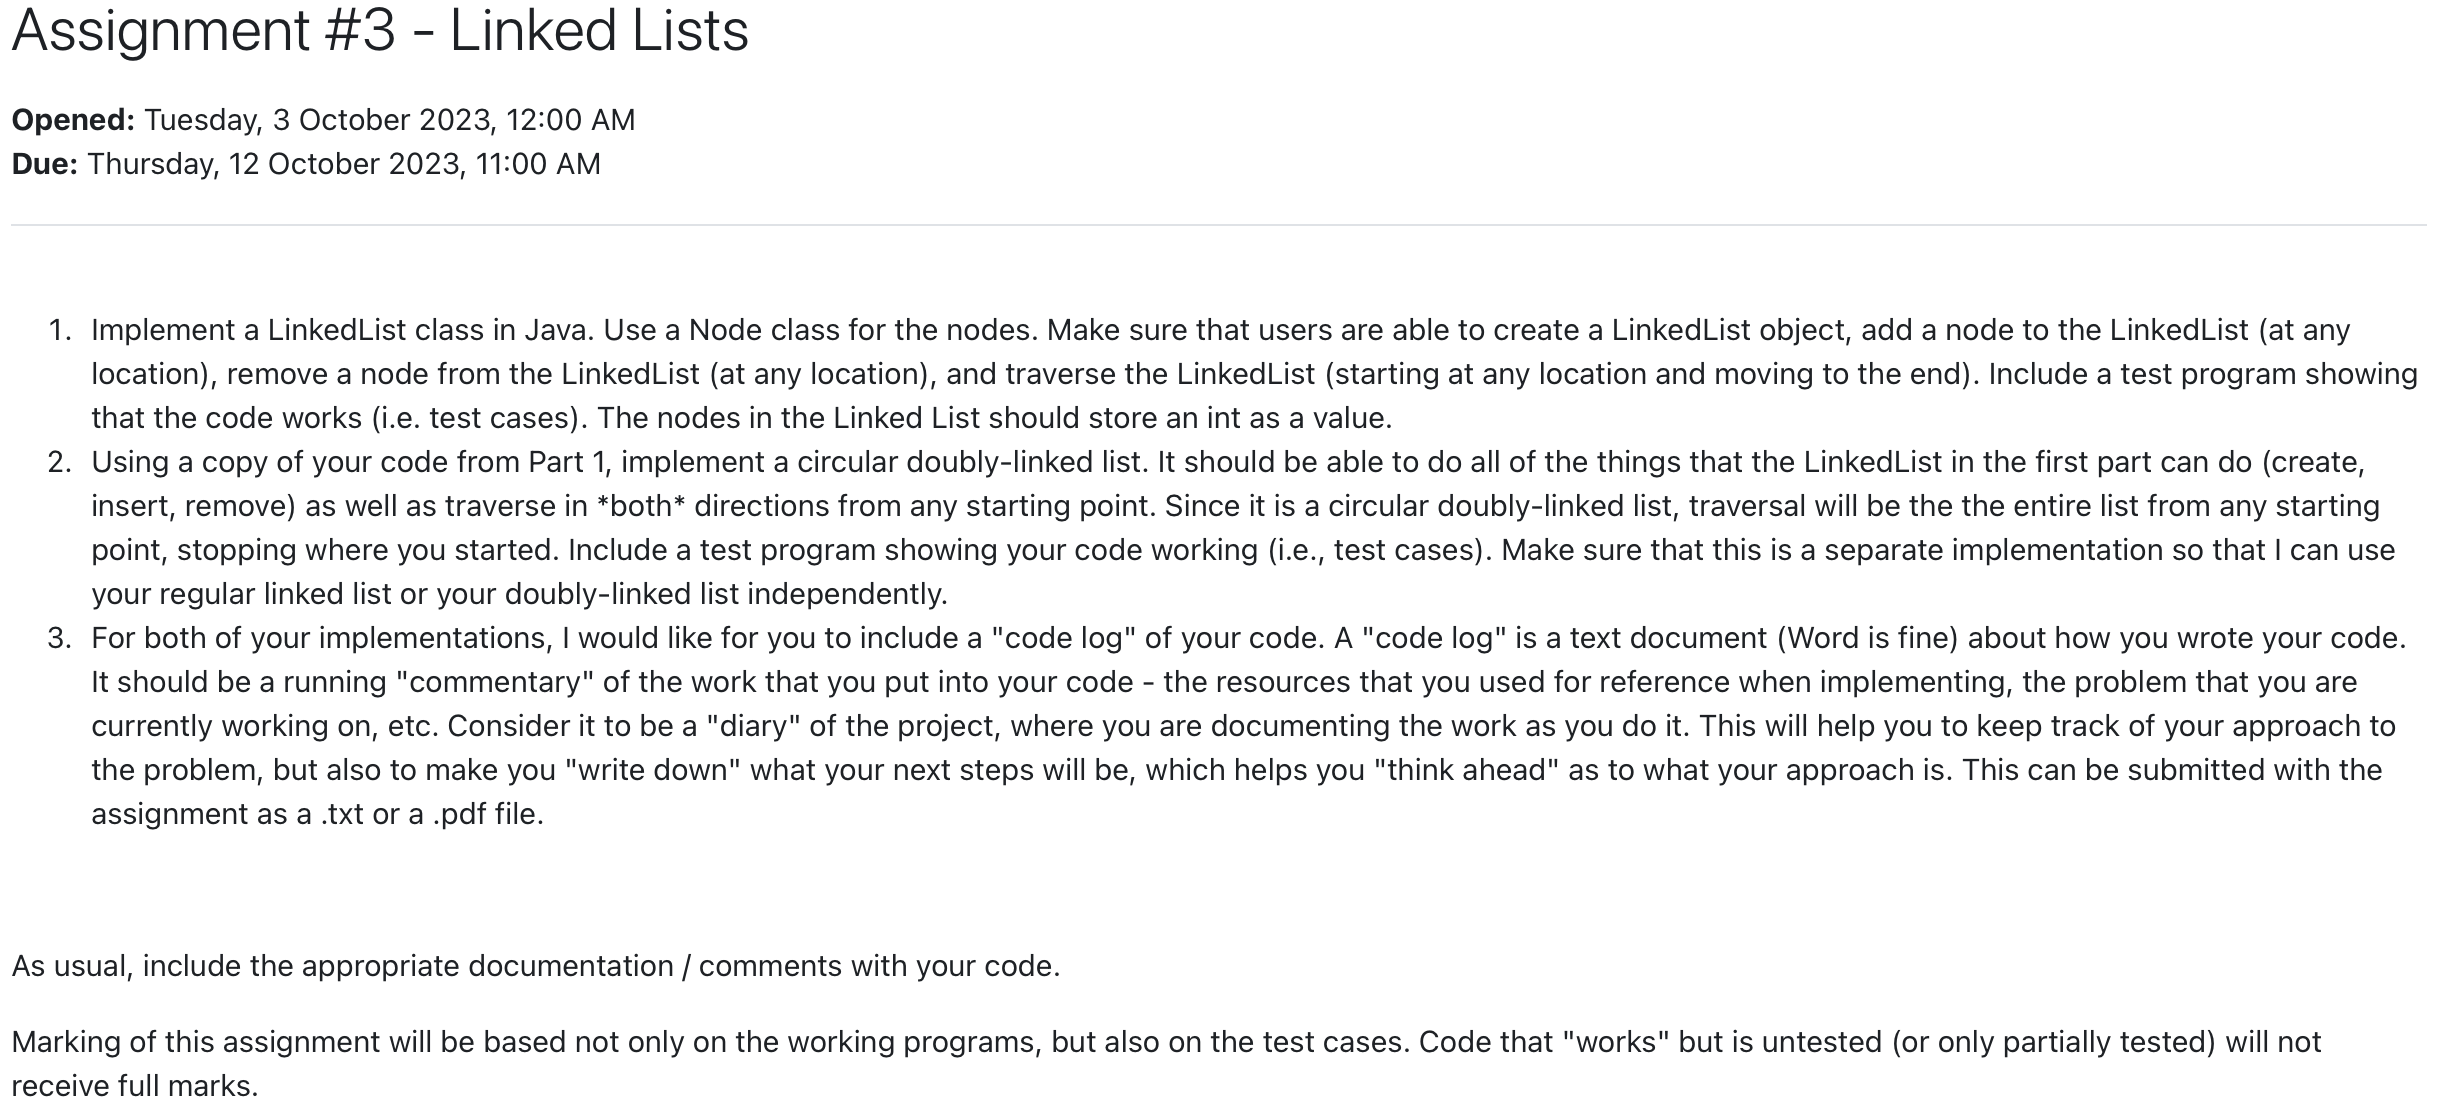 Assignment #3 - Linked Lists
Opened: Tuesday, 3 October 2023, 12:00 AM
Due: Thursday, 12 October 2023, 11:00 AM
1. Implement a LinkedList class in Java. Use a Node class for the nodes. Make sure that users are able to create a LinkedList object, add a node to the LinkedList (at any
location), remove a node from the LinkedList (at any location), and traverse the LinkedList (starting at any location and moving to the end). Include a test program showing
that the code works (i.e. test cases). The nodes in the Linked List should store an int as a value.
2. Using a copy of your code from Part 1, implement a circular doubly-linked list. It should be able to do all of the things that the LinkedList in the first part can do (create,
insert, remove) as well as traverse in *both* directions from any starting point. Since it is a circular doubly-linked list, traversal will be the the entire list from any starting
point, stopping where you started. Include a test program showing your code working (i.e., test cases). Make sure that this is a separate implementation so that I can use
your regular linked list or your doubly-linked list independently.
3. For both of your implementations, I would like for you to include a "code log" of your code. A "code log" is a text document (Word is fine) about how you wrote your code.
It should be a running "commentary" of the work that you put into your code - the resources that you used for reference when implementing, the problem that you are
currently working on, etc. Consider it to be a "diary" of the project, where you are documenting the work as you do it. This will help you to keep track of your approach to
the problem, but also to make you "write down" what your next steps will be, which helps you "think ahead" as to what your approach is. This can be submitted with the
assignment as a .txt or a .pdf file.
As usual, include the appropriate documentation / comments with your code.
Marking of this assignment will be based not only on the working programs, but also on the test cases. Code that "works" but is untested (or only partially tested) will not
receive full marks.